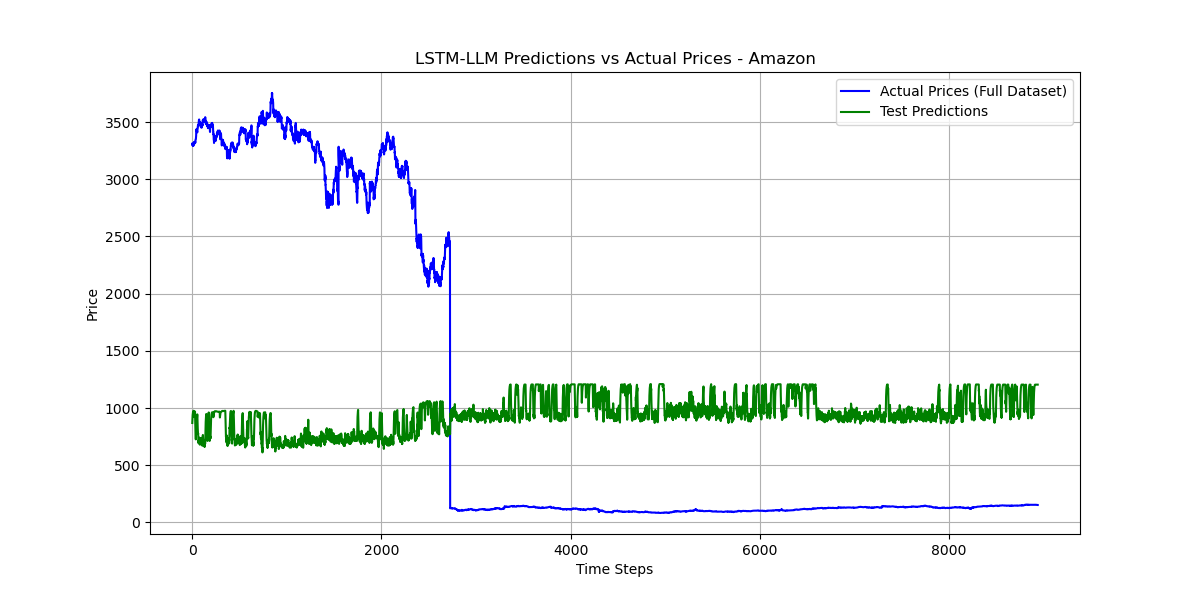 LSTM-LLM Predictions vs Actual Prices - Amazon
Actual Prices (Full Dataset)
Test Predictions
Price
3500
3000
2500
2000
1500
1000
500
0
0 2000 4000 6000 8000
Time Steps